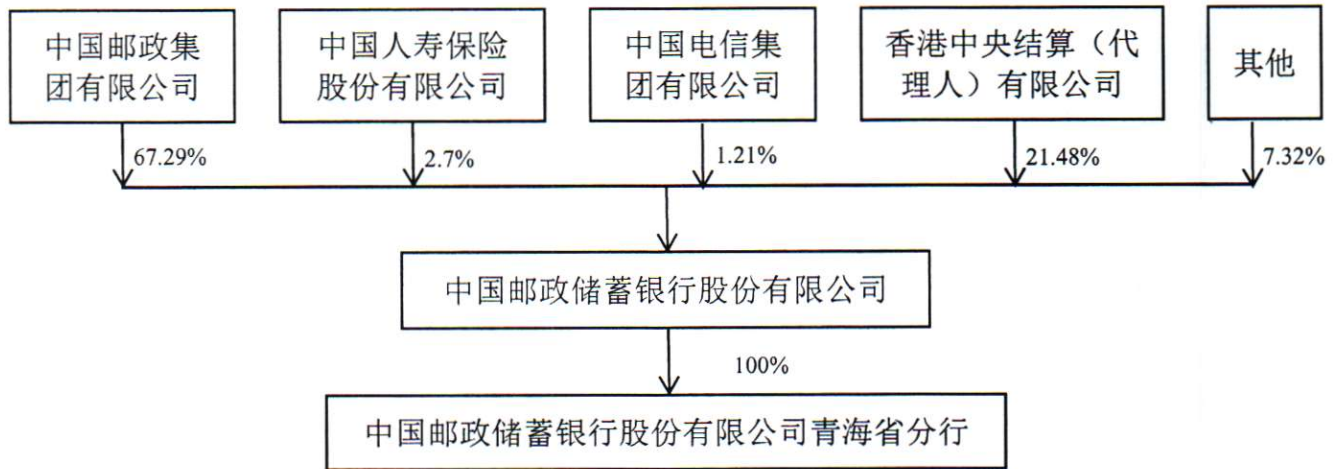 中国邮政集
团有限公司
中国人寿保险
股份有限公司
中国电信集
团有限公司
香港中央结算（代
理人）有限公司
其他
67.29%
2.7%
1.21%
21.48%
7.32%
中国邮政储蓄银行股份有限公司
100%
中国邮政储蓄银行股份有限公司青海省分行